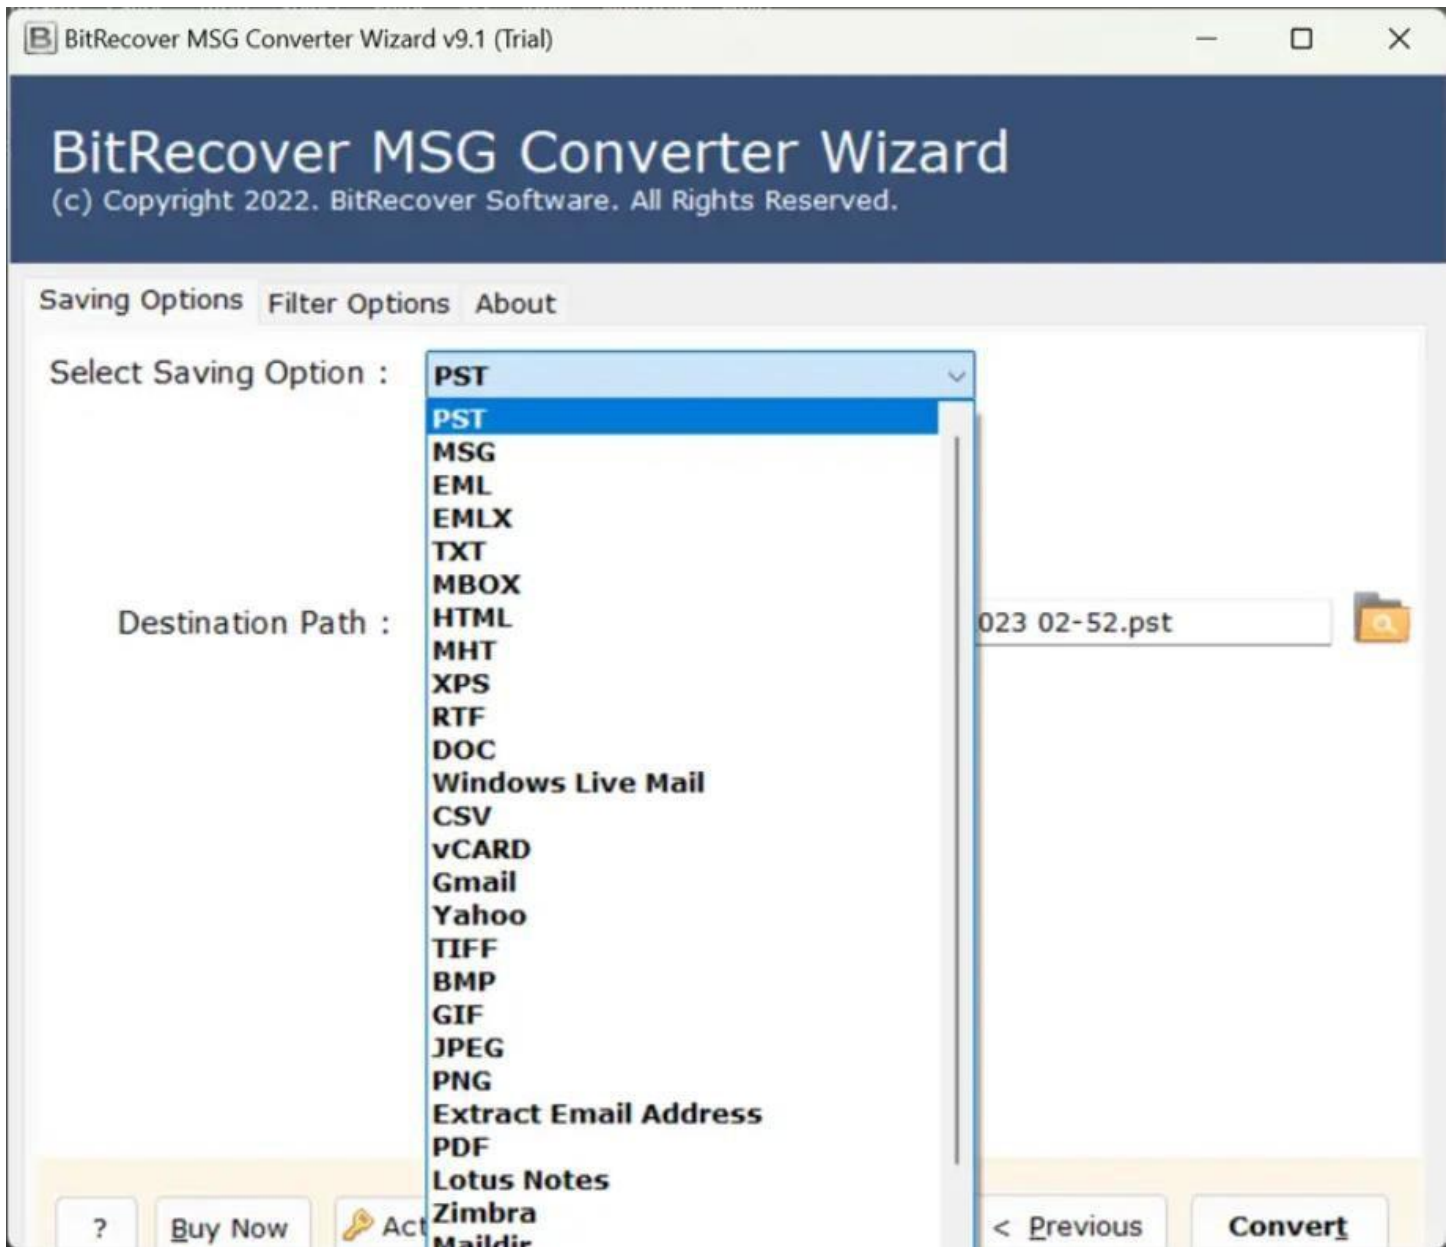 BitRecover MSG Converter Wizard v9.1 (Trial)
BitRecover MSG Converter Wizard
(c) Copyright 2022. BitRecover Software. All Rights Reserved.
Saving Options Filter Options About
Select Saving Option : PST
PST
MSG
EML
EMLX
TXT
MBOX
HTML
Destination Path : 023 02-52.pst
MHT
XPS
RTF
DOC
Windows Live Mail
CSV
vCARD
Gmail
Yahoo
TIFF
BMP
GIF
JPEG
PNG
Extract Email Address
PDF
Lotus Notes
Zimbra
? Buy Now Act < Previous Convert
Maildir